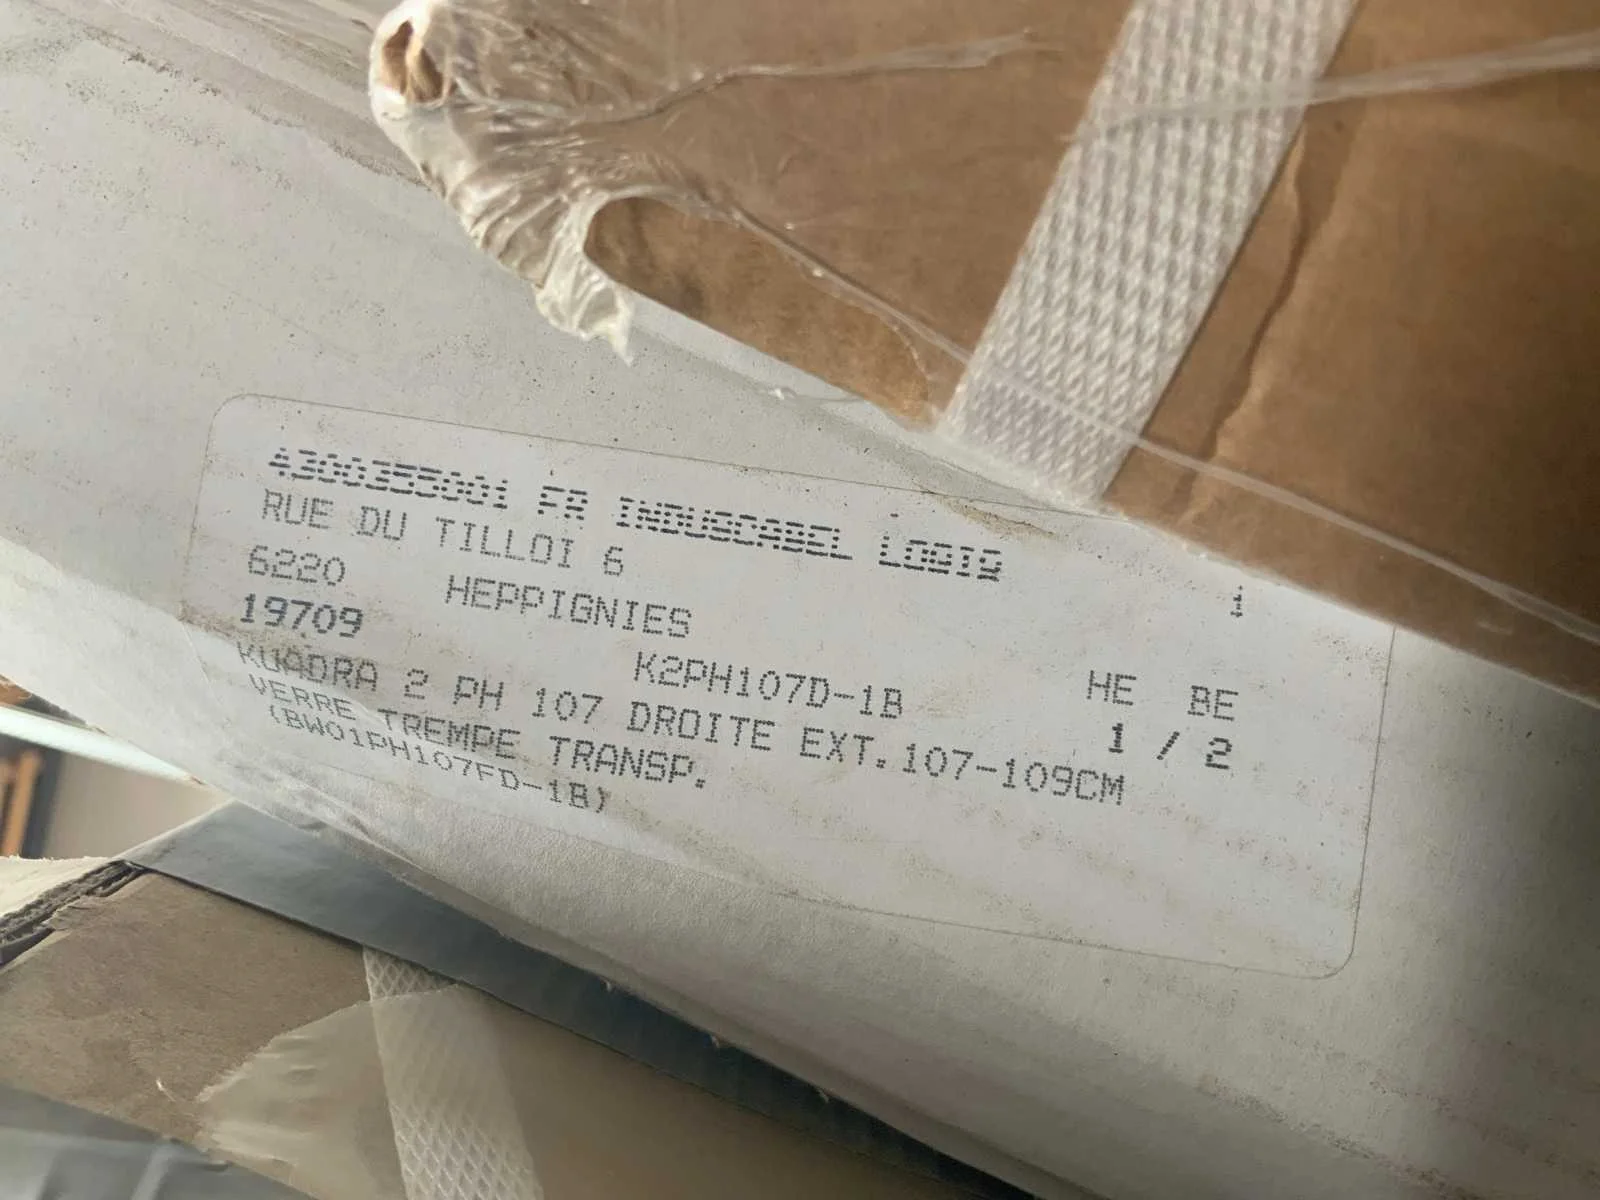 4300355001 FR INDUSCABEL LOGIS
RUE DU TILLOI 6
6220 HEPPIGNIES 1
19709
K2PH107D-1B HE BE
KUADRA 2 PH 107 DROITE EXT.107-109CM 1 / 2
VERRE TREMPE TRANSP.
(BW01PH107FD-1B)